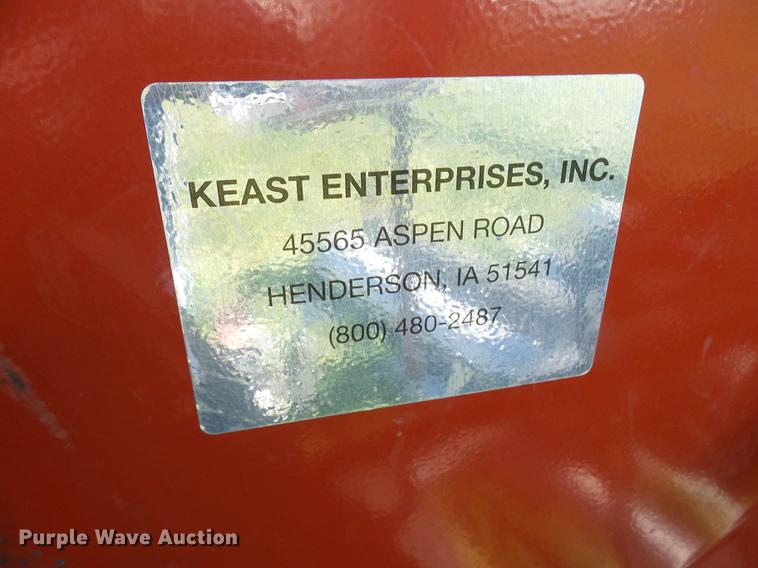 KEAST ENTERPRISES, INC.
45565 ASPEN ROAD
HENDERSON, IA 51541
(800) 480-2487
Purple Wave Auction